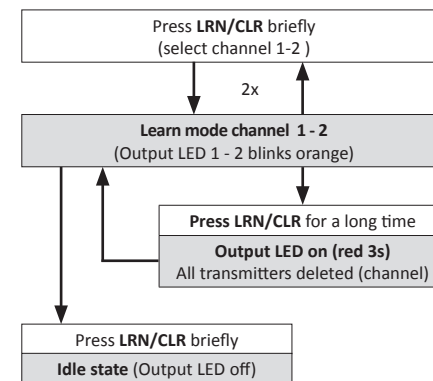 Press LRN/CLR briefly
(select channel 1-2 )
2x
Learn mode channel 1 - 2
(Output LED 1 - 2 blinks orange)
Press LRN/CLR for a long time
Output LED on (red 3s)
All transmitters deleted (channel)
Press LRN/CLR briefly
Idle state (Output LED off)